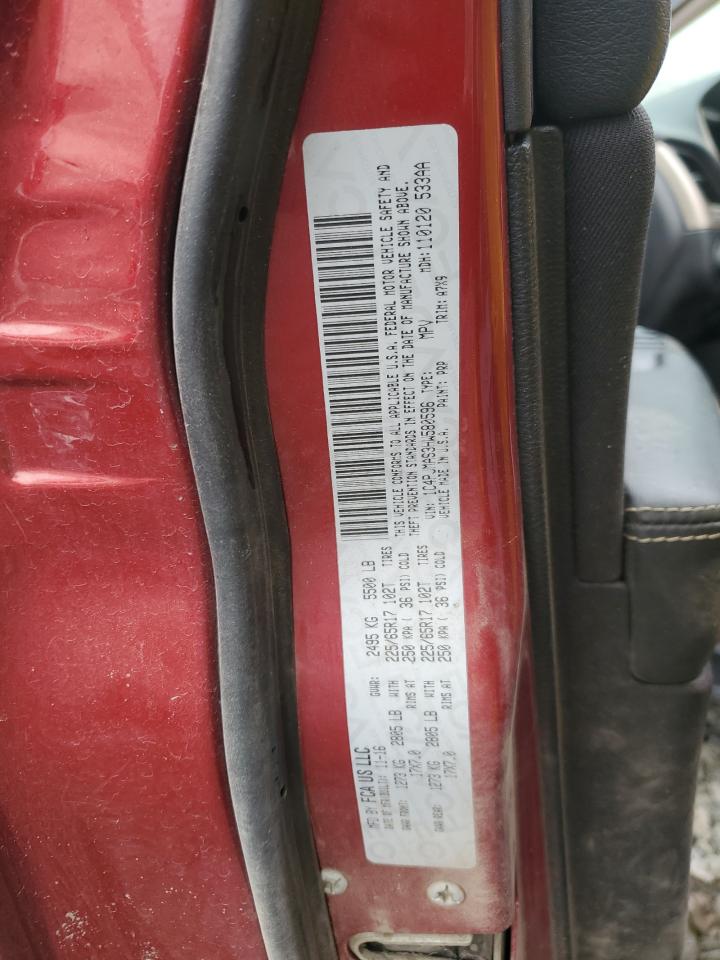 MFD BY FCA US LLC
DATE OF MFR(BUILT): 11-16 GVWR: 2495 KG 5500 LB
GAWR FRONT: 1273 KG 2805 LB WITH 225/65R17 102T TIRES
17X7.0 RIMS AT 250 KPA ( 36 PSI) COLD
GAWR REAR: 1273 KG 2805 LB WITH 225/65R17 102T TIRES
17X7.0 RIMS AT 250 KPA ( 36 PSI) COLD
THIS VEHICLE CONFORMS TO ALL APPLICABLE U.S.A. FEDERAL MOTOR VEHICLE SAFETY AND
THEFT PREVENTION STANDARDS IN EFFECT ON THE DATE OF MANUFACTURE SHOWN ABOVE.
VIN: 1C4PJMAS3HW580596 TYPE: MPV MDH: 110120 533AA
VEHICLE MADE IN U.S.A. PAINT: PRP TRIM: A7X9